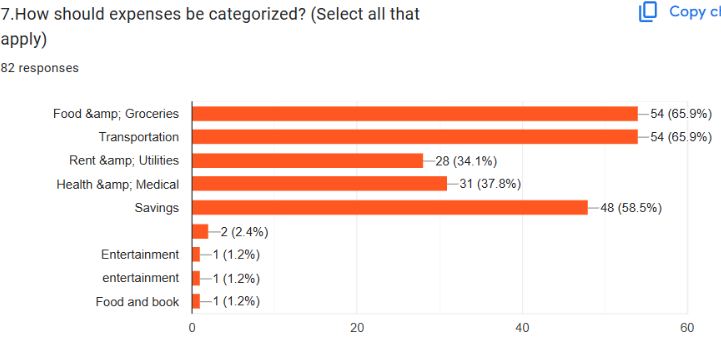 7.How should expenses be categorized? (Select all that
apply)
Copy
82 responses
Food &amp; Groceries
54 (65.9%)
Transportation
54 (65.9%)
Rent &amp; Utilities
28 (34.1%)
Health &amp; Medical
31 (37.8%)
Savings
48 (58.5%)
2 (2.4%)
Entertainment
1 (1.2%)
entertainment
1 (1.2%)
Food and book
1 (1.2%)
0 20 40 60